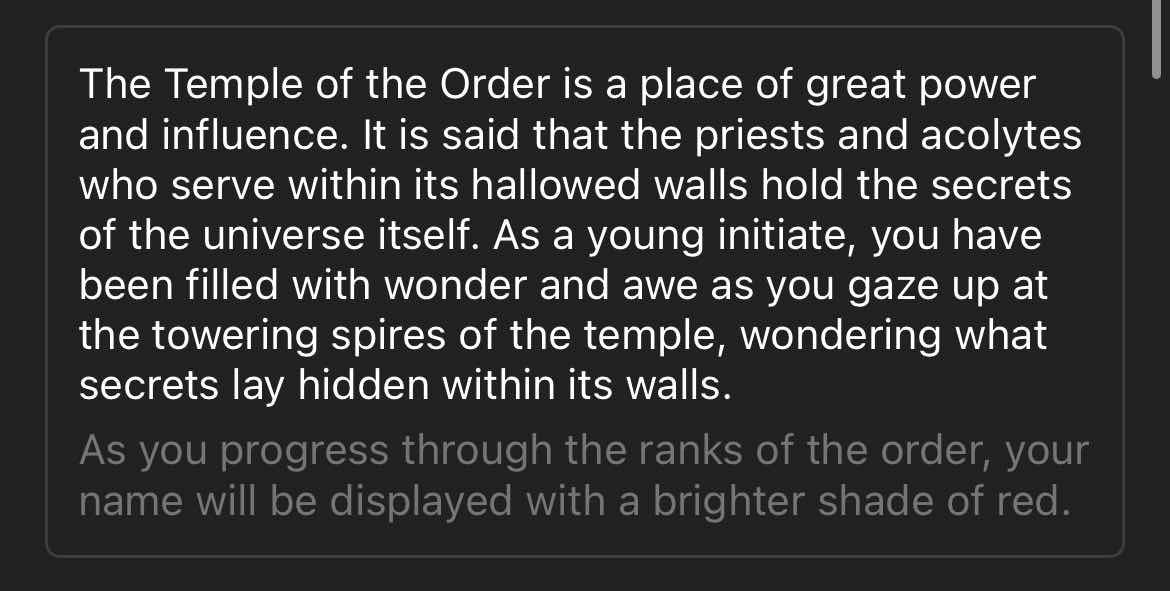 The Temple of the Order is a place of great power
and influence. It is said that the priests and acolytes
who serve within its hallowed walls hold the secrets
of the universe itself. As a young initiate, you have
been filled with wonder and awe as you gaze up at
the towering spires of the temple, wondering what
secrets lay hidden within its walls.
As you progress through the ranks of the order, your
name will be displayed with a brighter shade of red.